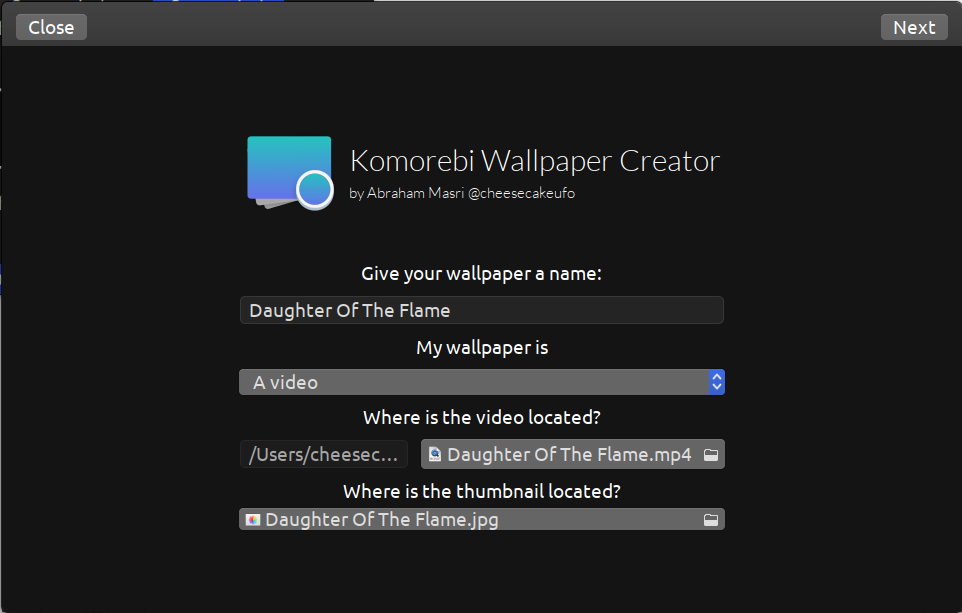 Close
Next
Komorebi Wallpaper Creator
by Abraham Masri @cheesecakeufo
Give your wallpaper a name:
Daughter Of The Flame
My wallpaper is
A video
Where is the video located?
/Users/cheesec...
Daughter Of The Flame.mp4
Where is the thumbnail located?
Daughter Of The Flame.jpg